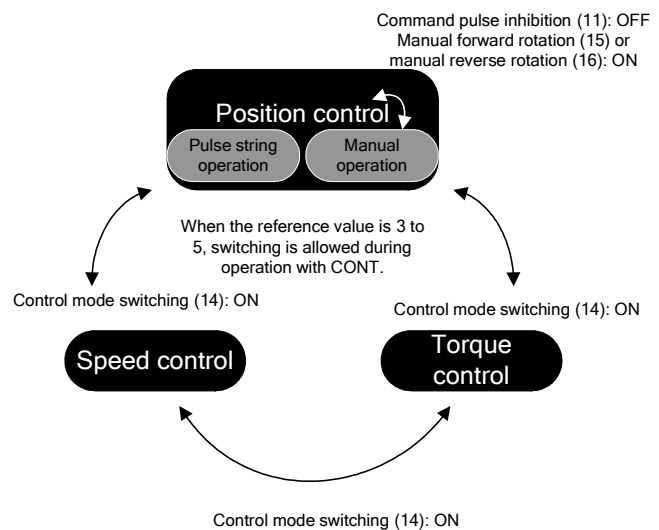 Command pulse inhibition (11): OFF
Manual forward rotation (15) or
manual reverse rotation (16): ON
Position control
Pulse string
operation
Manual
operation
When the reference value is 3 to
5, switching is allowed during
operation with CONT.
Control mode switching (14): ON
Control mode switching (14): ON
Speed control
Torque
control
Control mode switching (14): ON